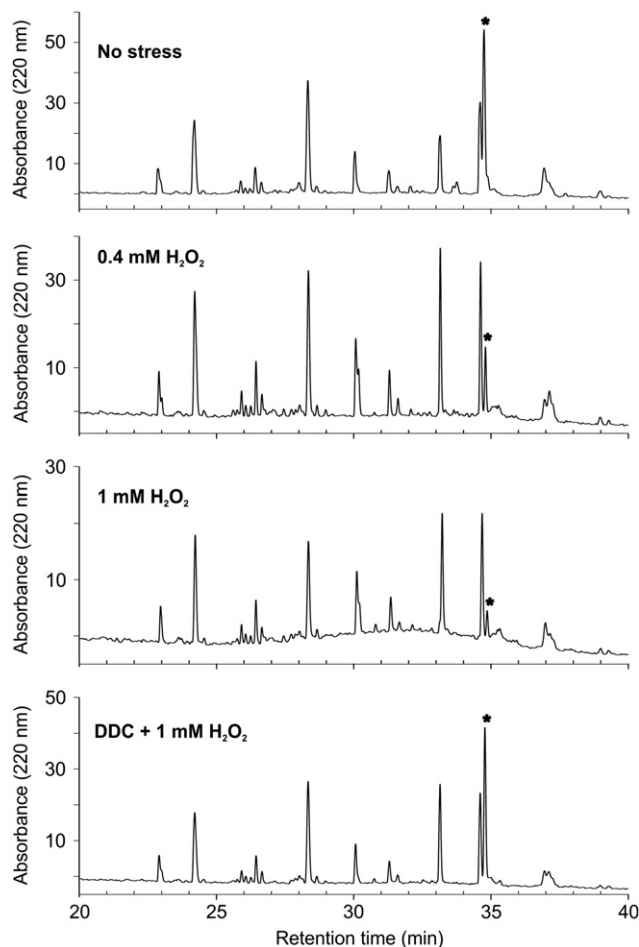 Absorbance (220 nm)
50
30
10
No stress
*
Absorbance (220 nm)
30
10
0.4 mM H₂O₂
*
Absorbance (220 nm)
30
10
1 mM H₂O₂
*
Absorbance (220 nm)
50
30
10
DDC + 1 mM H₂O₂
*
20 25 30 35 40
Retention time (min)